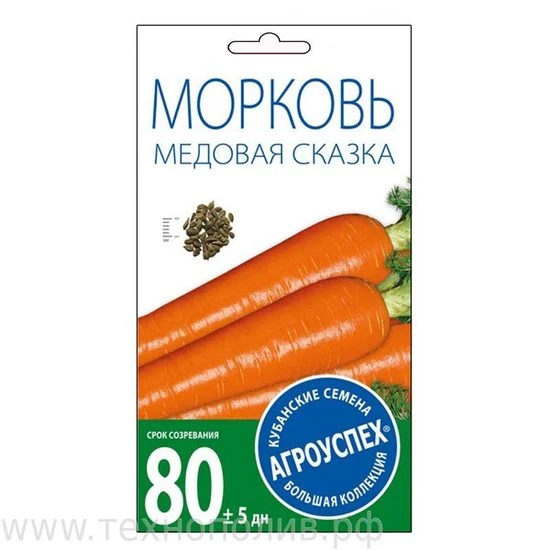 МОРКОВЬ
МЕДОВАЯ СКАЗКА
КУБАНСКИЕ СЕМЕНА
АГРОУСПЕХ®
БОЛЬШАЯ КОЛЛЕКЦИЯ
СРОК СОЗРЕВАНИЯ
80 ± 5 дн
www.технополив.рф